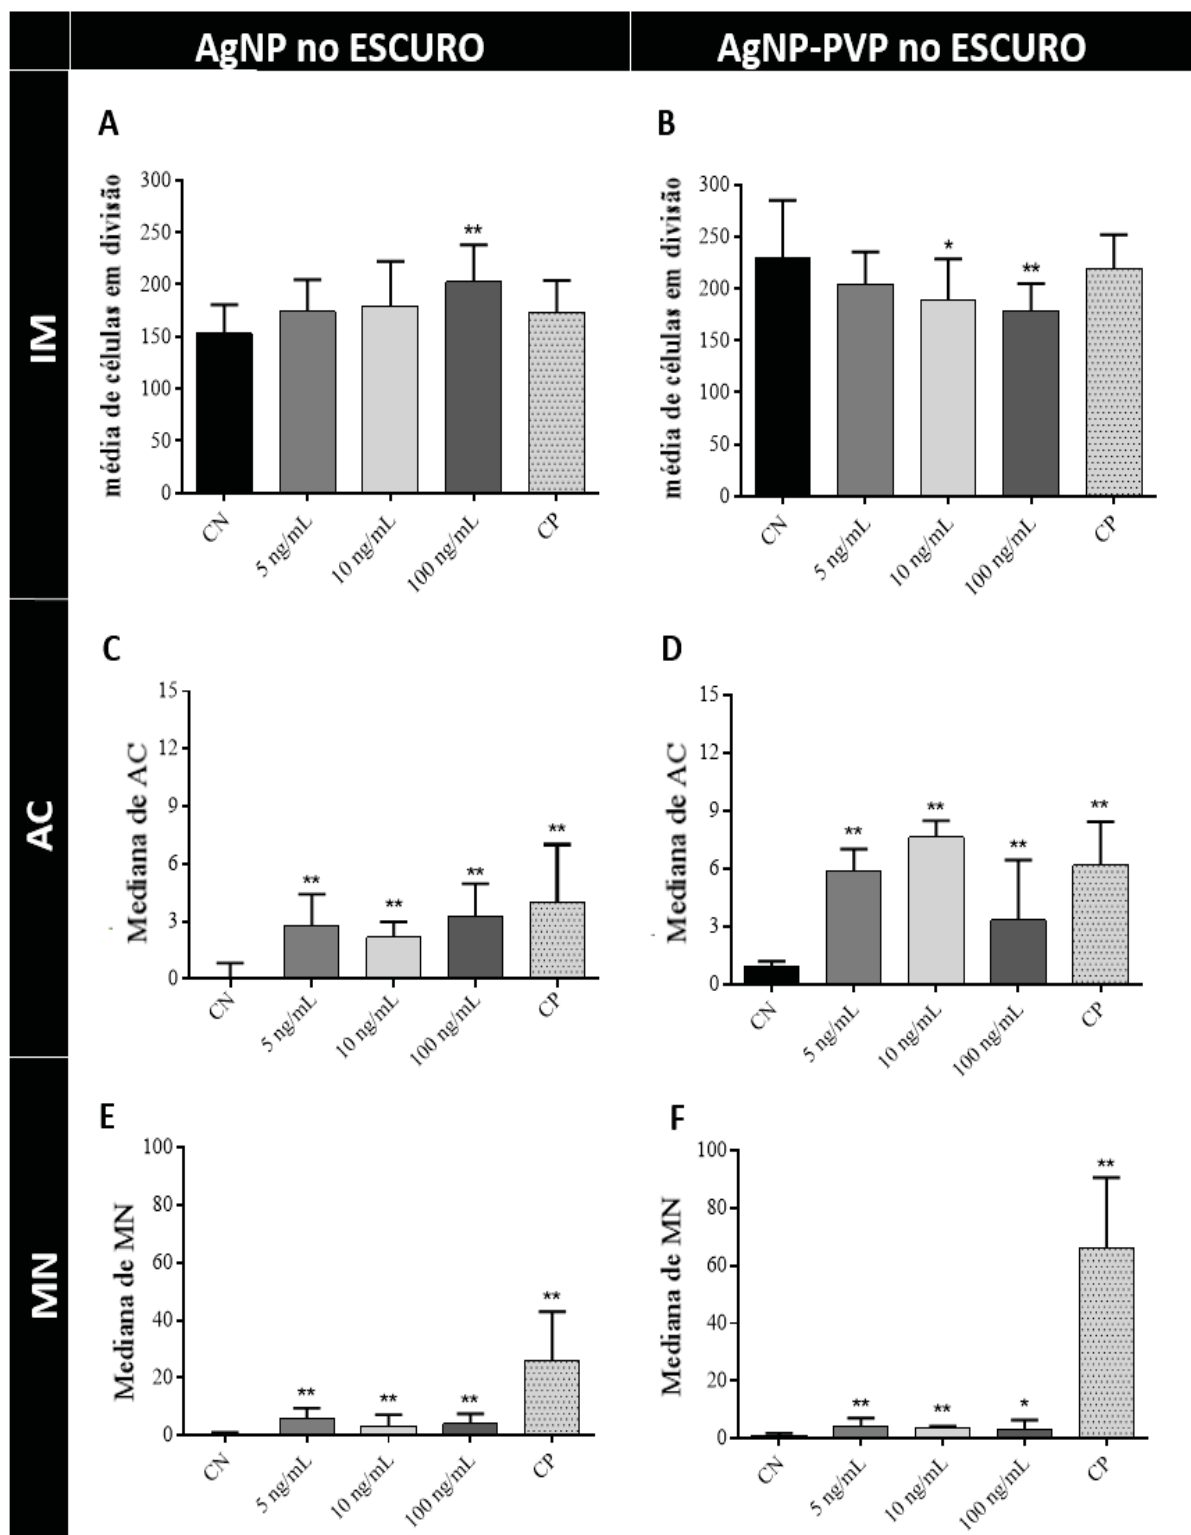 AgNP no ESCURO
AgNP-PVP no ESCURO
IM
A
média de células em divisão
300
250
200
150
100
50
0
**
CN
5 ng/mL
10 ng/mL
100 ng/mL
CP
B
média de células em divisão
300
250
200
150
100
50
0
*
**
CN
5 ng/mL
10 ng/mL
100 ng/mL
CP
AC
C
Mediana de AC
15
12
9
6
3
0
**
**
**
**
CN
5 ng/mL
10 ng/mL
100 ng/mL
CP
D
Mediana de AC
15
12
9
6
3
0
**
**
**
**
CN
5 ng/mL
10 ng/mL
100 ng/mL
CP
MN
E
Mediana de MN
100
80
60
40
20
0
**
**
**
**
CN
5 ng/mL
10 ng/mL
100 ng/mL
CP
F
Mediana de MN
100
80
60
40
20
0
**
**
*
**
CN
5 ng/mL
10 ng/mL
100 ng/mL
CP